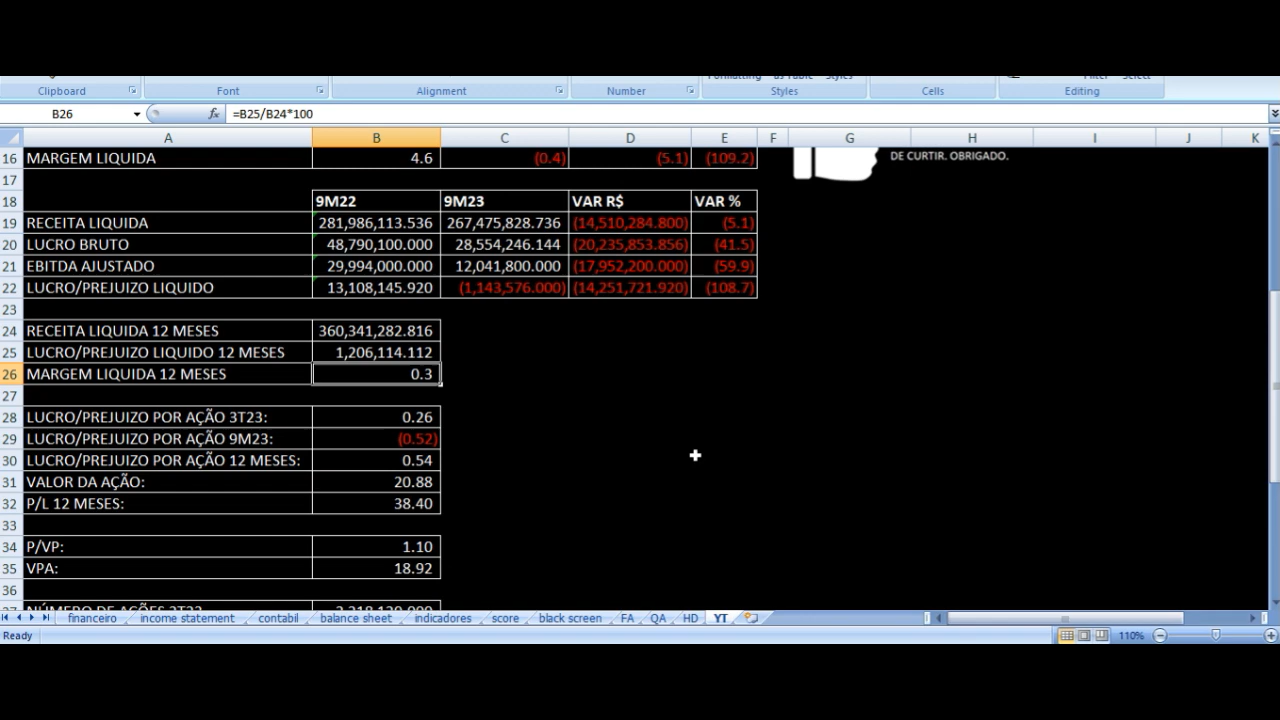 Clipboard Font Alignment Number Styles Cells Editing
B26 fx =B25/B24*100
A B C D E F G H I J K
16 MARGEM LIQUIDA 4.6 (0.4) (5.1) (109.2) DE CURTIR. OBRIGADO.
17
18 9M22 9M23 VAR R$ VAR %
19 RECEITA LIQUIDA 281,986,113.536 267,475,828.736 (14,510,284.800) (5.1)
20 LUCRO BRUTO 48,790,100.000 28,554,246.144 (20,235,853.856) (41.5)
21 EBITDA AJUSTADO 29,994,000.000 12,041,800.000 (17,952,200.000) (59.9)
22 LUCRO/PREJUIZO LIQUIDO 13,108,145.920 (1,143,576.000) (14,251,721.920) (108.7)
23
24 RECEITA LIQUIDA 12 MESES 360,341,282.816
25 LUCRO/PREJUIZO LIQUIDO 12 MESES 1,206,114.112
26 MARGEM LIQUIDA 12 MESES 0.3
27
28 LUCRO/PREJUIZO POR AÇÃO 3T23: 0.26
29 LUCRO/PREJUIZO POR AÇÃO 9M23: (0.52)
30 LUCRO/PREJUIZO POR AÇÃO 12 MESES: 0.54
31 VALOR DA AÇÃO: 20.88
32 P/L 12 MESES: 38.40
33
34 P/VP: 1.10
35 VPA: 18.92
36
financeiro income statement contabil balance sheet indicadores score black screen FA QA HD YT
Ready 110%